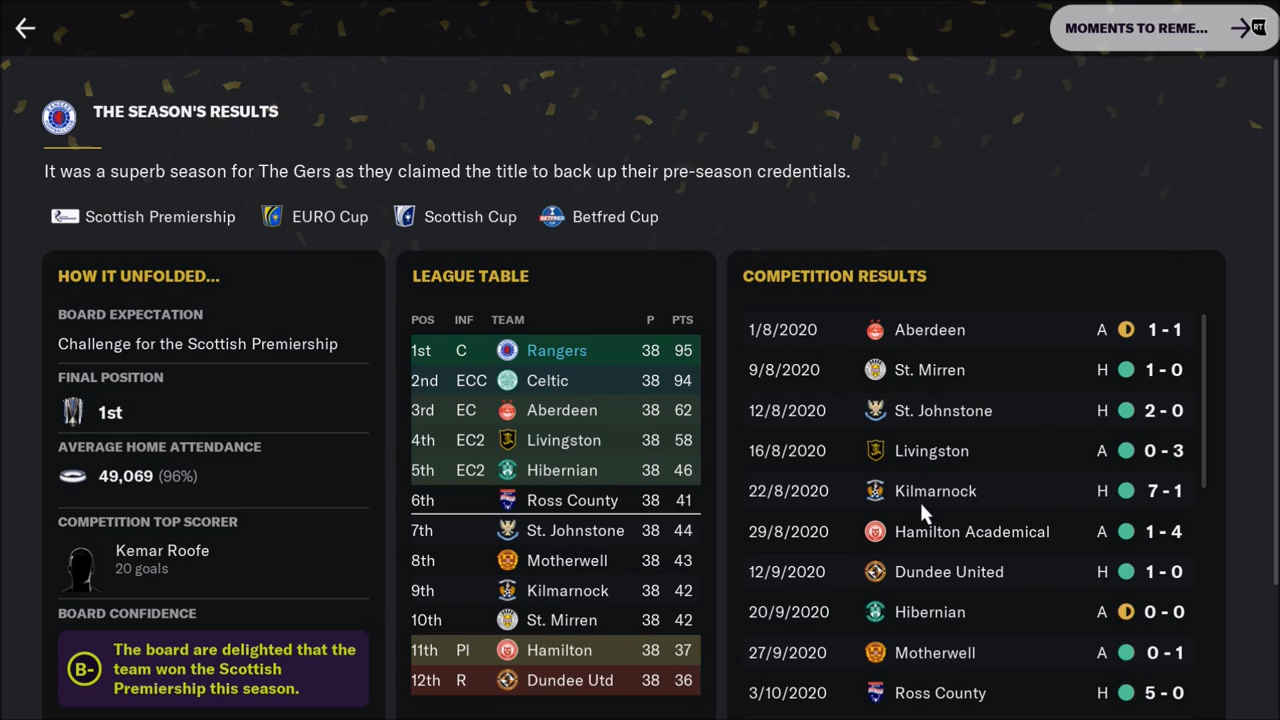 MOMENTS TO REME...
RT
THE SEASON'S RESULTS
It was a superb season for The Gers as they claimed the title to back up their pre-season credentials.
Scottish Premiership EURO Cup Scottish Cup BETFRED CUP Betfred Cup
HOW IT UNFOLDED...
BOARD EXPECTATION
Challenge for the Scottish Premiership
FINAL POSITION
1st
AVERAGE HOME ATTENDANCE
49,069 (96%)
COMPETITION TOP SCORER
Kemar Roofe
20 goals
BOARD CONFIDENCE
B-
The board are delighted that the
team won the Scottish
Premiership this season.
LEAGUE TABLE
POS INF TEAM P PTS
1st C Rangers 38 95
2nd ECC Celtic 38 94
3rd EC Aberdeen 38 62
4th EC2 Livingston 38 58
5th EC2 Hibernian 38 46
6th Ross County 38 41
7th St. Johnstone 38 44
8th Motherwell 38 43
9th Kilmarnock 38 42
10th St. Mirren 38 42
11th Pl Hamilton 38 37
12th R Dundee Utd 38 36
COMPETITION RESULTS
1/8/2020 Aberdeen A 1 - 1
9/8/2020 St. Mirren H 1 - 0
12/8/2020 St. Johnstone H 2 - 0
16/8/2020 Livingston A 0 - 3
22/8/2020 Kilmarnock H 7 - 1
29/8/2020 Hamilton Academical A 1 - 4
12/9/2020 Dundee United H 1 - 0
20/9/2020 Hibernian A 0 - 0
27/9/2020 Motherwell A 0 - 1
3/10/2020 Ross County H 5 - 0